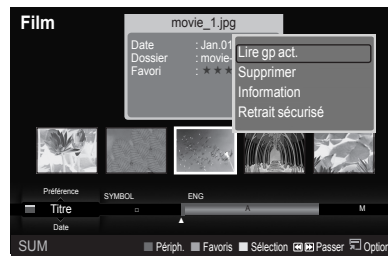 Film
movie_1.jpg
Date : Jan.01
Dossier : movie-
Favori : ★★★
Lire gp act.
Supprimer
Information
Retrait sécurisé
Préférence
Titre
Date
SYMBOL ENG A M
SUM Périph. Favoris Sélection Passer Option